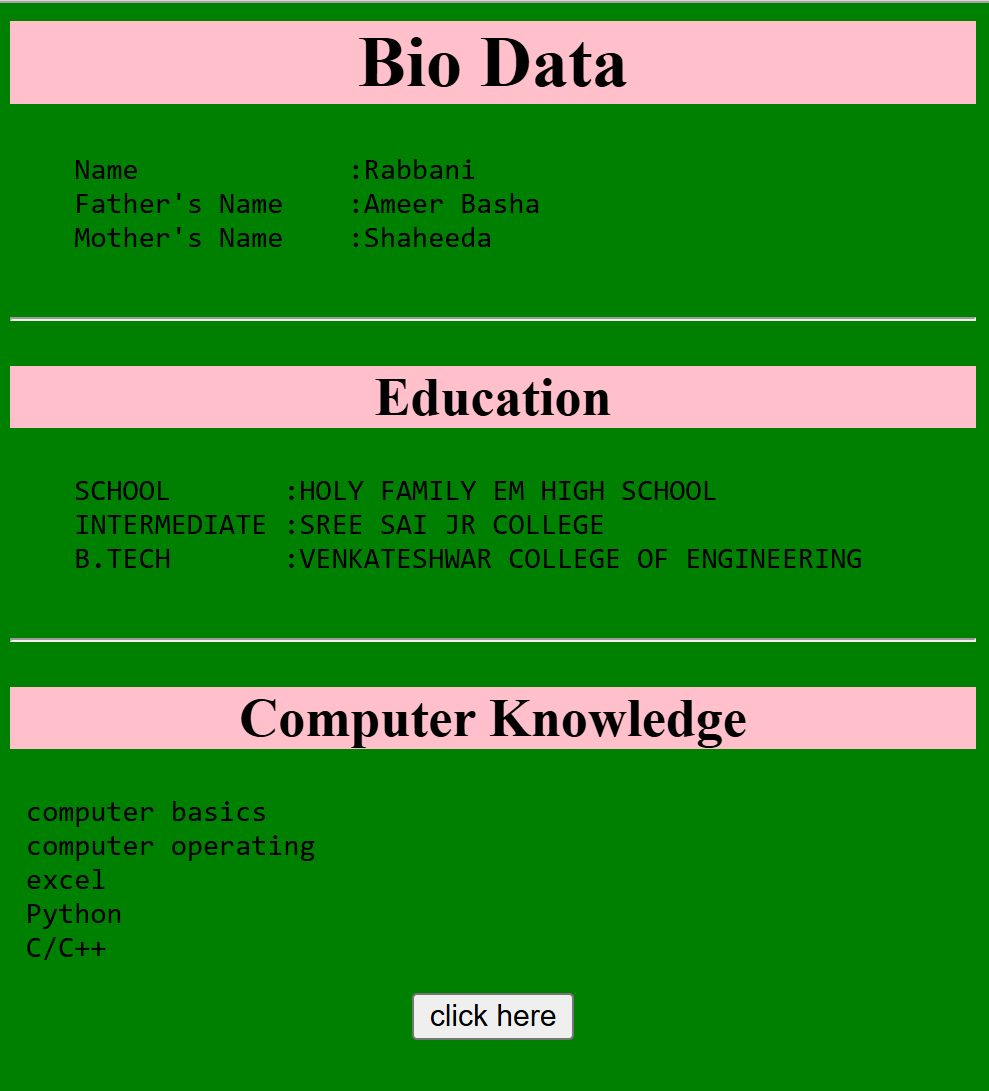 Bio Data
Name :Rabbani
Father's Name :Ameer Basha
Mother's Name :Shaheeda
Education
SCHOOL :HOLY FAMILY EM HIGH SCHOOL
INTERMEDIATE :SREE SAI JR COLLEGE
B.TECH :VENKATESHWAR COLLEGE OF ENGINEERING
Computer Knowledge
computer basics
computer operating
excel
Python
C/C++
click here